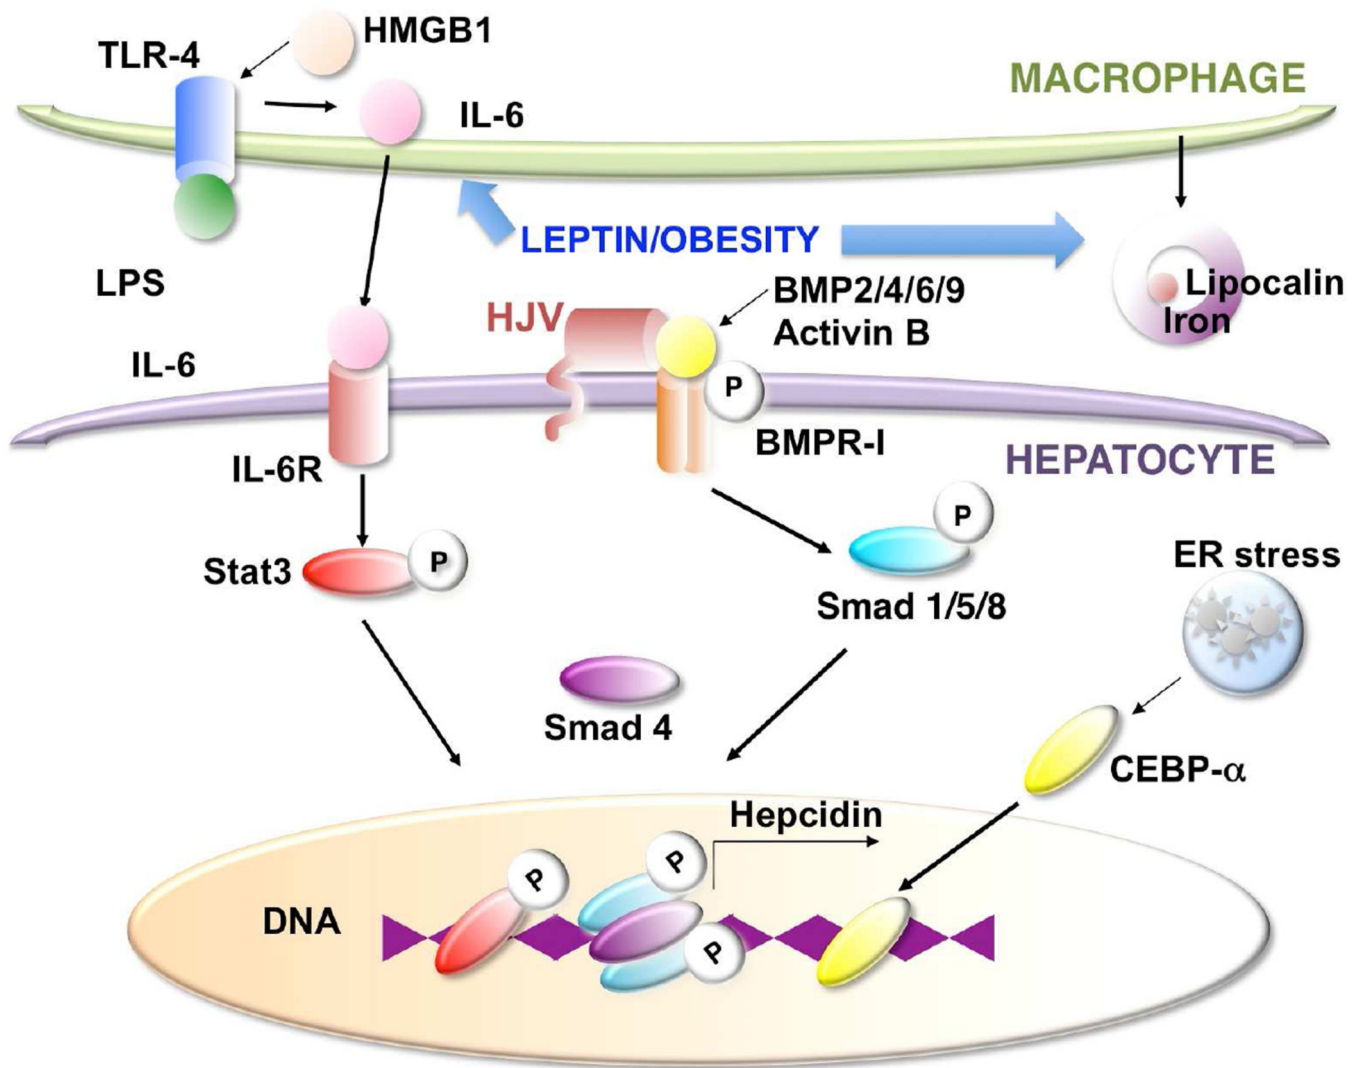 HMGB1
TLR-4
MACROPHAGE
IL-6
LEPTIN/OBESITY
LPS
BMP2/4/6/9
Activin B
Lipocalin
Iron
HJV
IL-6
P
BMPR-I
HEPATOCYTE
IL-6R
P
P
Stat3
ER stress
Smad 1/5/8
Smad 4
CEBP-α
Hepcidin
P
P
DNA
P